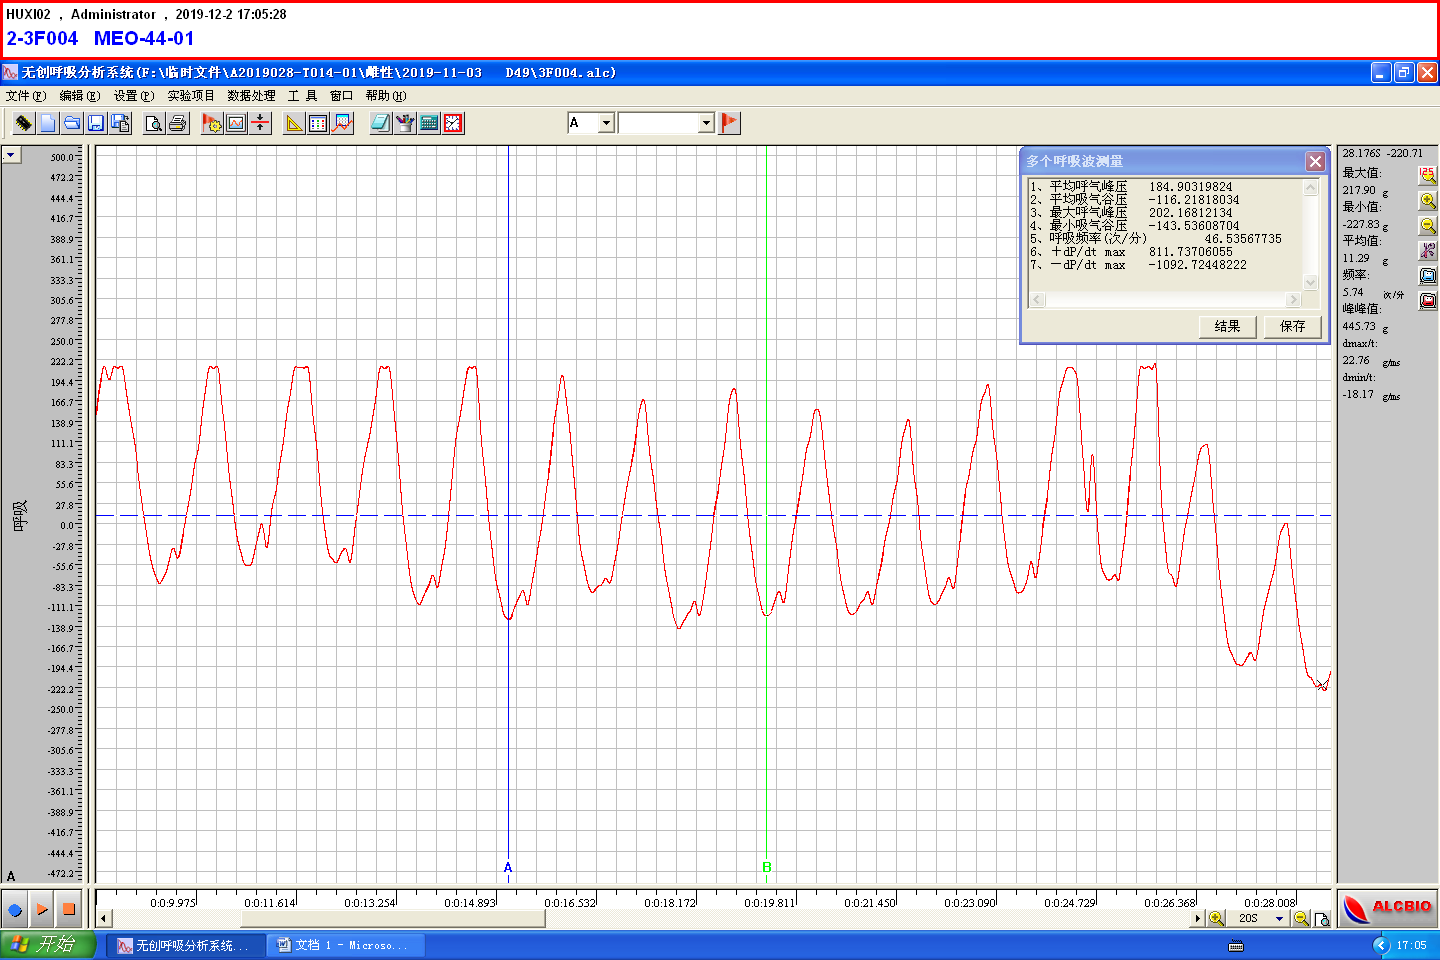 HUXI02 , Administrator , 2019-12-2 17:05:28
2-3F004 MEO-44-01
无创呼吸分析系统(F:\临时文件\A2019028-T014-01\雌性\2019-11-03 D49\3F004.alc)
文件(F) 编辑(E) 设置(P) 实验项目 数据处理 工 具 窗口 帮助(H)
A
500.0
472.2
444.4
416.7
388.9
361.1
333.3
305.6
277.8
250.0
222.2
194.4
166.7
138.9
111.1
83.3
55.6
27.8
0.0
-27.8
-55.6
-83.3
-111.1
-138.9
-166.7
-194.4
-222.2
-250.0
-277.8
-305.6
-333.3
-361.1
-388.9
-416.7
-444.4
-472.2
呼吸
A
A
B
多个呼吸波测量
1、平均呼气峰压 184.90319824
2、平均吸气谷压 -116.21818034
3、最大呼气峰压 202.16812134
4、最小吸气谷压 -143.53608704
5、呼吸频率(次/分) 46.53567735
6、＋dP/dt max 811.73706055
7、－dP/dt max -1092.72448222
结果 保存
28.176S -220.71
最大值:
217.90 g
最小值:
-227.83 g
平均值:
11.29 g
频率:
5.74 次/分
峰峰值:
445.73 g
dmax/t:
22.76 g/ms
dmin/t:
-18.17 g/ms
125
0:0:9.975 0:0:11.614 0:0:13.254 0:0:14.893 0:0:16.532 0:0:18.172 0:0:19.811 0:0:21.450 0:0:23.090 0:0:24.729 0:0:26.368 0:0:28.008
20S
ALCBIO
开始 无创呼吸分析系统... 文档 1 - Microso... 17:05